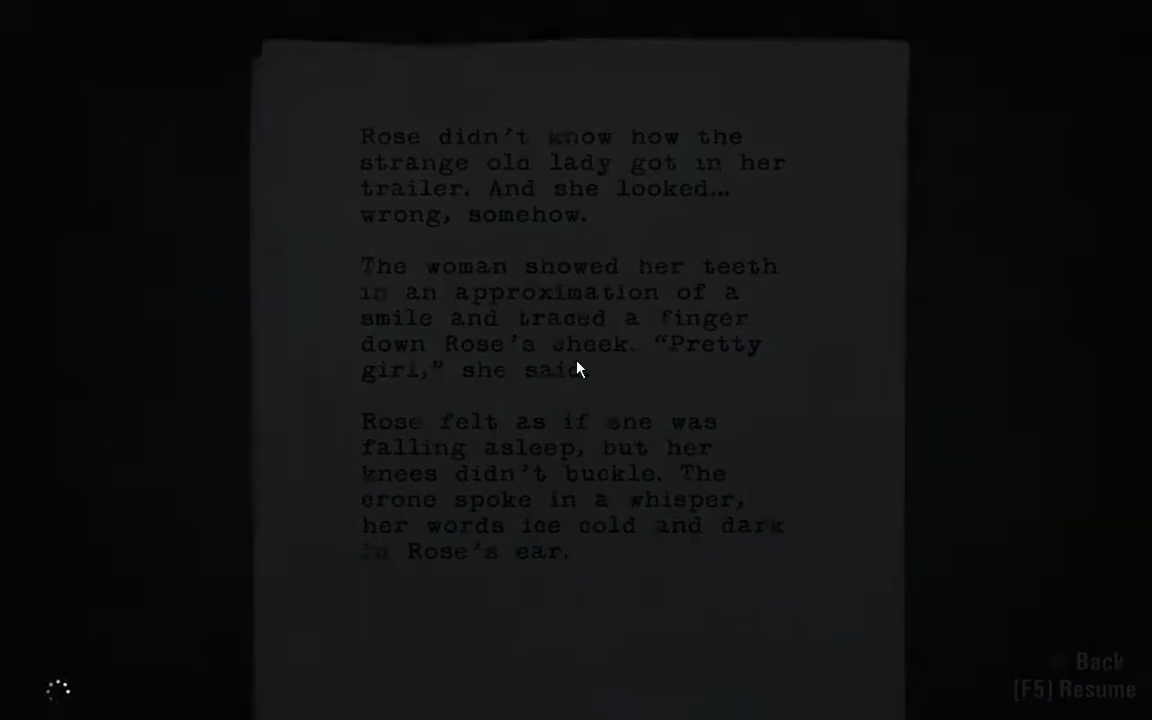 Rose didn't know how the
strange old lady got in her
trailer. And she looked…
wrong, somehow.
The woman showed her teeth
in an approximation of a
smile and traced a finger
down Rose's cheek. “Pretty
girl,” she said.
Rose felt as if she was
falling asleep, but her
knees didn't buckle. The
crone spoke in a whisper,
her words ice cold and dark
in Rose's ear.
Back
[F5] Resume